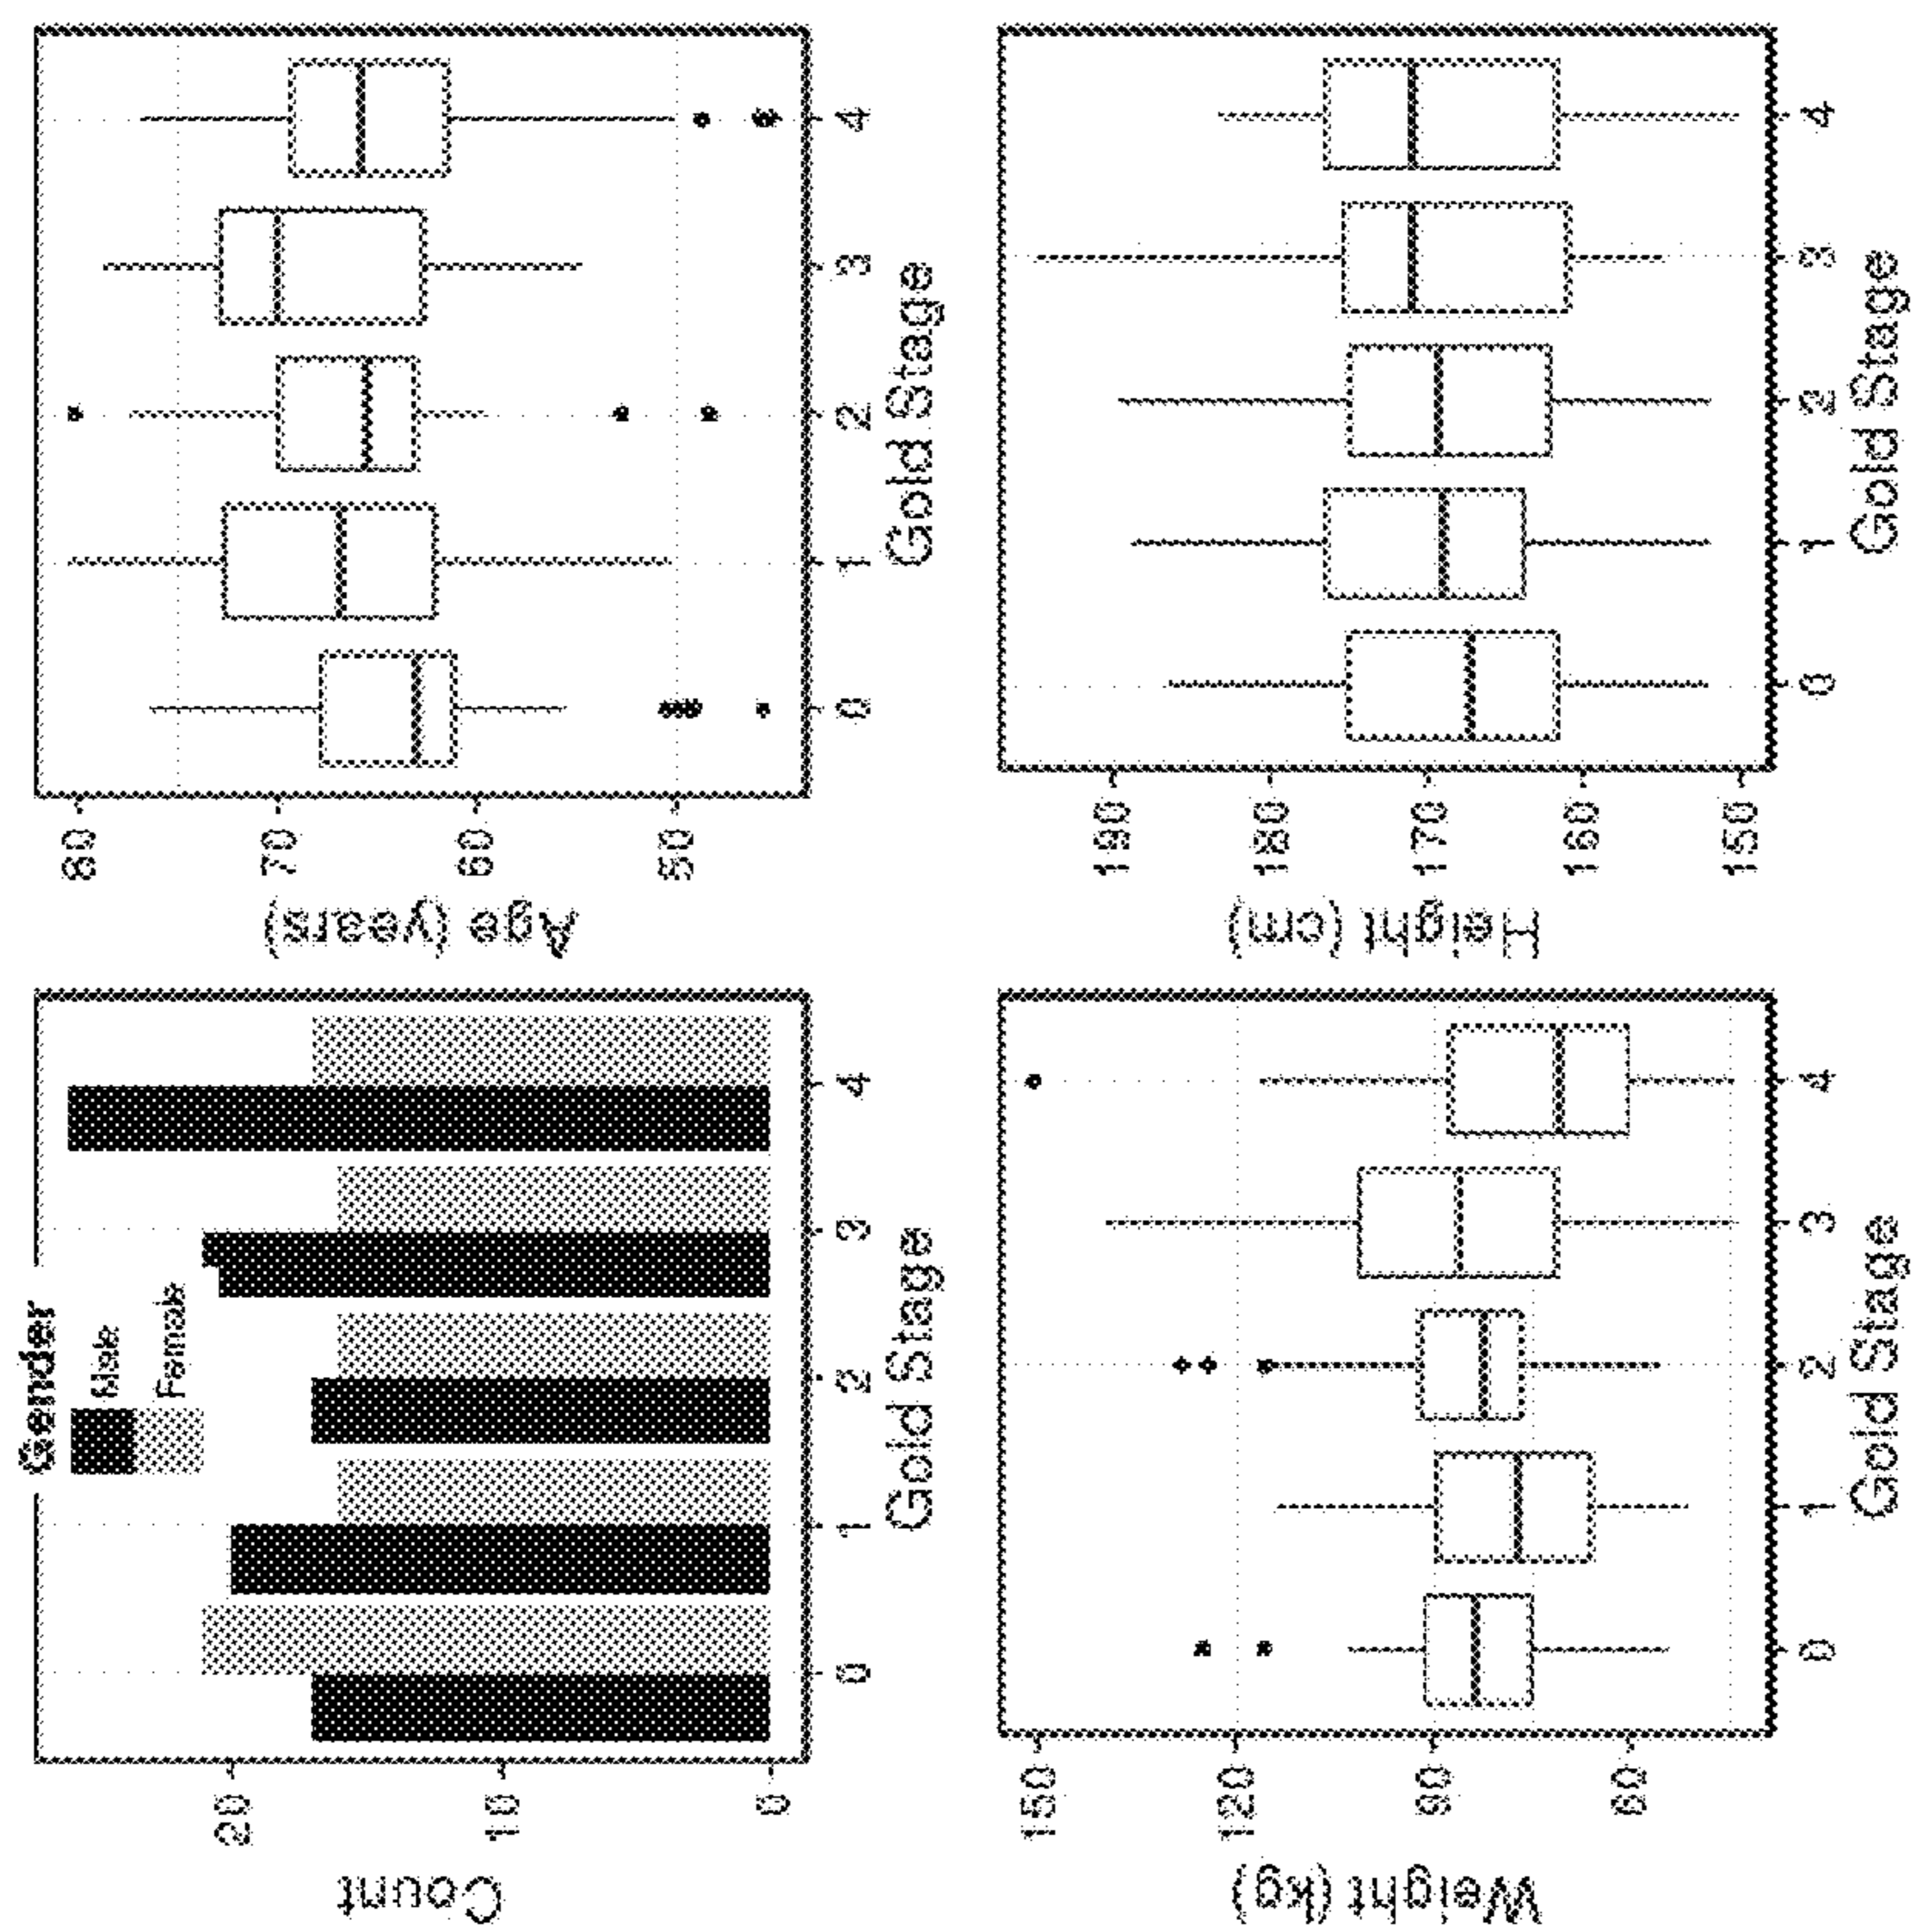 Gender
Male
Female
Count
20
10
0
0 1 2 3 4
Gold Stage
Age (years)
80
70
60
50
0 1 2 3 4
Gold Stage
Weight (kg)
150
120
90
60
0 1 2 3 4
Gold Stage
Height (cm)
190
180
170
160
150
0 1 2 3 4
Gold Stage